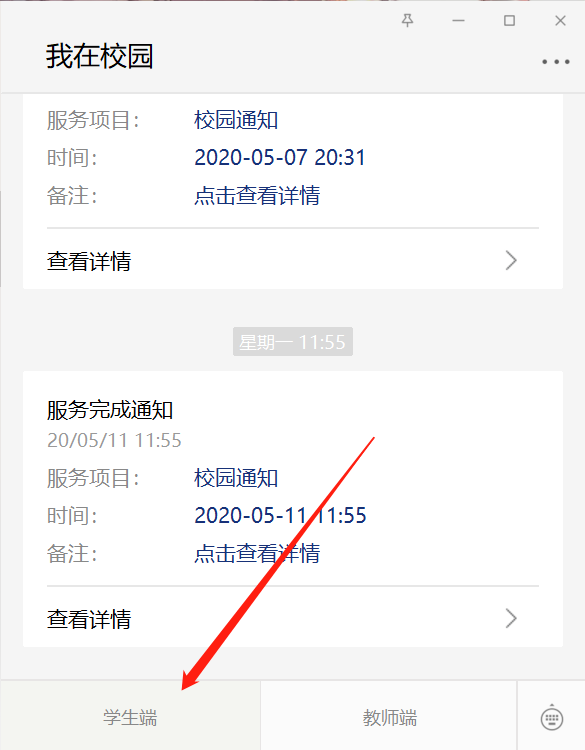 我在校园
服务项目： 校园通知
时间： 2020-05-07 20:31
备注： 点击查看详情
查看详情
星期一 11:55
服务完成通知
20/05/11 11:55
服务项目： 校园通知
时间： 2020-05-11 11:55
备注： 点击查看详情
查看详情
学生端 教师端